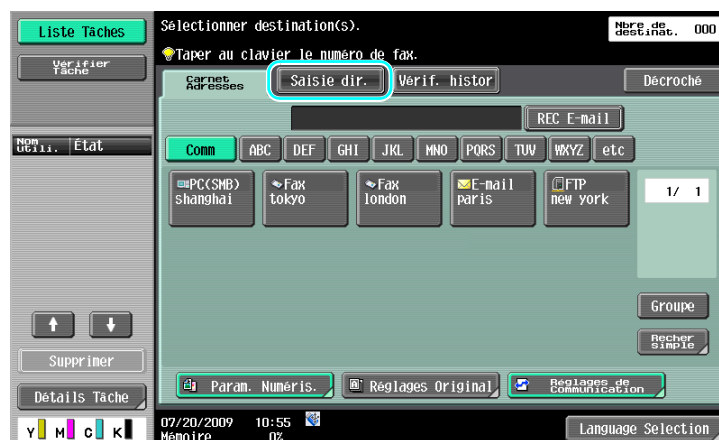 Liste Tâches
Sélectionner destination(s).
Nbre de
destinat. 000
Taper au clavier le numéro de fax.
Vérifier
Tâche
Carnet
Adresses
Saisie dir.
Vérif. histor
Décroché
REC E-mail
Nom
Utili. État
Comm ABC DEF GHI JKL MNO PQRS TUV WXYZ etc
PC(SMB)
shanghai
Fax
tokyo
Fax
london
E-mail
paris
FTP
new york
1/ 1
Groupe
Recher
simple
Supprimer
Détails Tâche
Param. Numéris.
Réglages Original
Réglages de
Communication
Y M C K
07/20/2009 10:55
Mémoire 0%
Language Selection